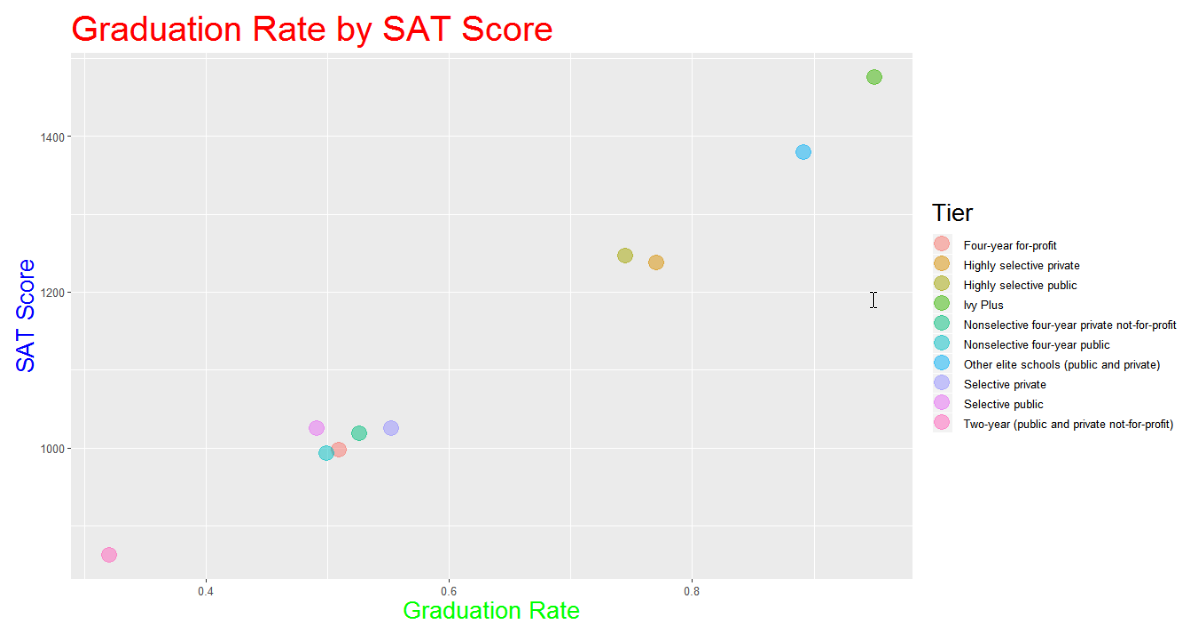 Graduation Rate by SAT Score
SAT Score
1400
1200
1000
0.4
0.6
0.8
Graduation Rate
Tier
Four-year for-profit
Highly selective private
Highly selective public
Ivy Plus
Nonselective four-year private not-for-profit
Nonselective four-year public
Other elite schools (public and private)
Selective private
Selective public
Two-year (public and private not-for-profit)